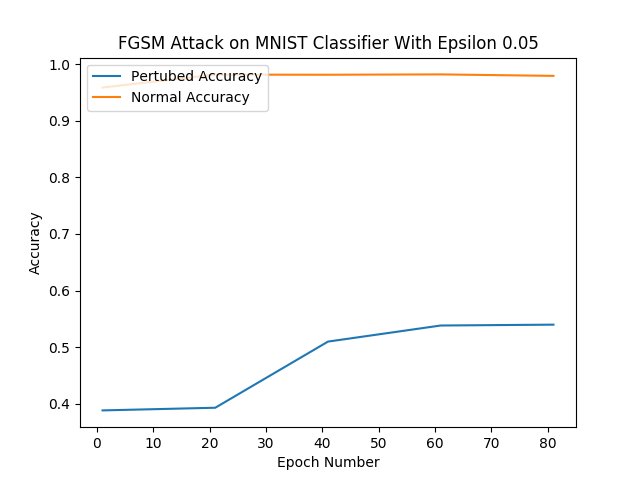 FGSM Attack on MNIST Classifier With Epsilon 0.05
Pertubed Accuracy
Normal Accuracy
1.0
0.9
0.8
0.7
0.6
0.5
0.4
Accuracy
0 10 20 30 40 50 60 70 80
Epoch Number